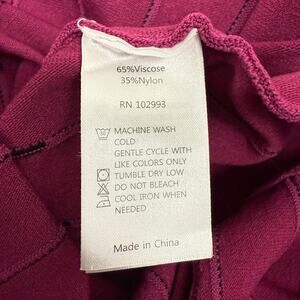 65%Viscose
35%Nylon
RN 102993
MACHINE WASH
COLD
GENTLE CYCLE WITH
LIKE COLORS ONLY
TUMBLE DRY LOW
DO NOT BLEACH
COOL IRON WHEN
NEEDED
Made in China